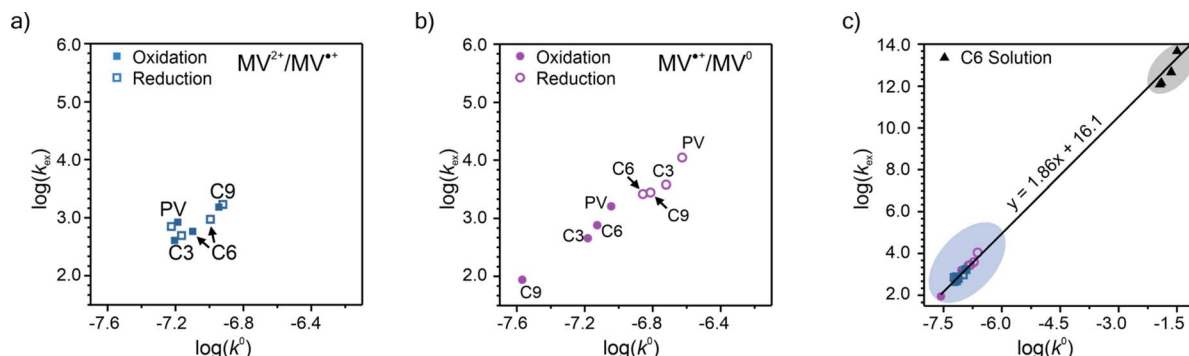 a)
6.0
5.0
4.0
3.0
2.0
log(kₑₓ)
Oxidation
Reduction
MV²⁺/MV•⁺
PV
C9
C3
C6
-7.6 -7.2 -6.8 -6.4
log(k⁰)
b)
6.0
5.0
4.0
3.0
2.0
log(kₑₓ)
Oxidation
Reduction
MV•⁺/MV⁰
PV
C6
C3
C9
PV
C3
C6
C9
-7.6 -7.2 -6.8 -6.4
log(k⁰)
c)
14.0
12.0
10.0
8.0
6.0
4.0
2.0
log(kₑₓ)
C6 Solution
y = 1.86x + 16.1
-7.5 -6.0 -4.5 -3.0 -1.5
log(k⁰)